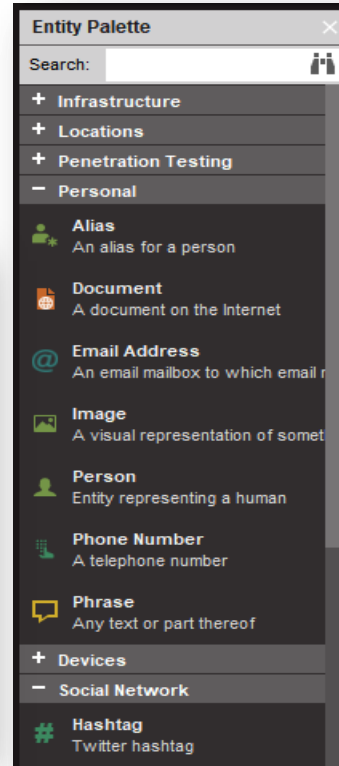 Entity Palette
Search:
+ Infrastructure
+ Locations
+ Penetration Testing
− Personal
Alias
An alias for a person
Document
A document on the Internet
@ Email Address
An email mailbox to which email
Image
A visual representation of somet
Person
Entity representing a human
Phone Number
A telephone number
Phrase
Any text or part thereof
+ Devices
− Social Network
# Hashtag
Twitter hashtag